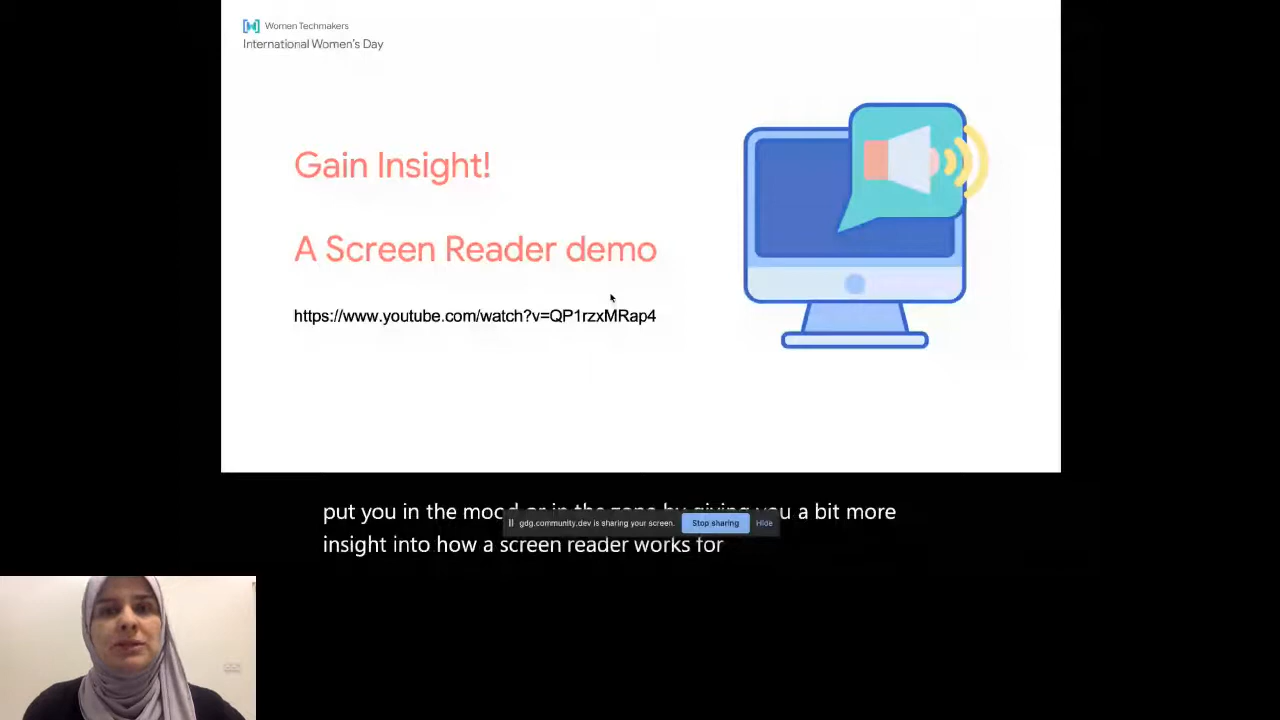 Women Techmakers
International Women's Day
Gain Insight!
A Screen Reader demo
https://www.youtube.com/watch?v=QP1rzxMRap4
put you in the mood or in the zone by giving you a bit more
gdg.community.dev is sharing your screen. Stop sharing Hide
insight into how a screen reader works for